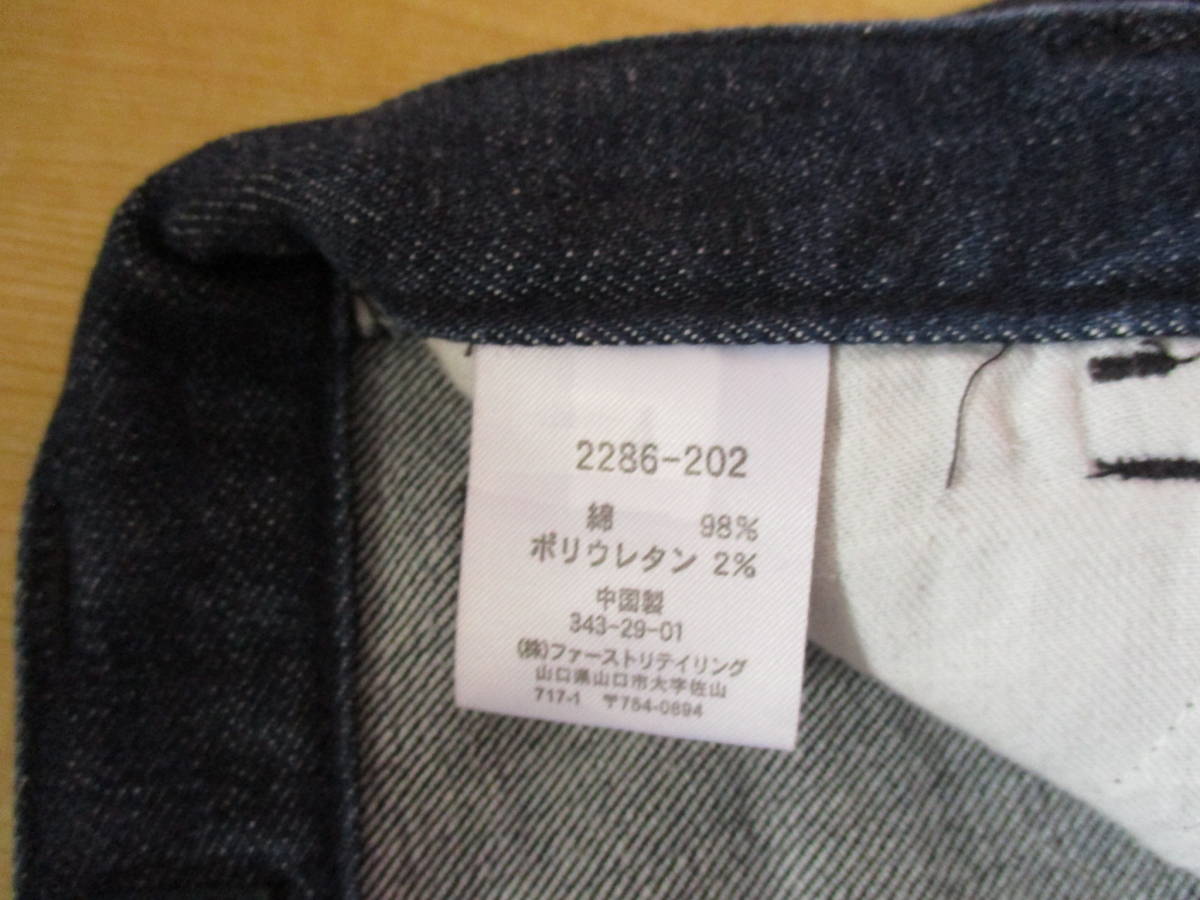 2286-202
綿 98%
ポリウレタン 2%
中国製
343-29-01
(株)ファーストリテイリング
山口県山口市大字佐山
717-1 〒754-0894